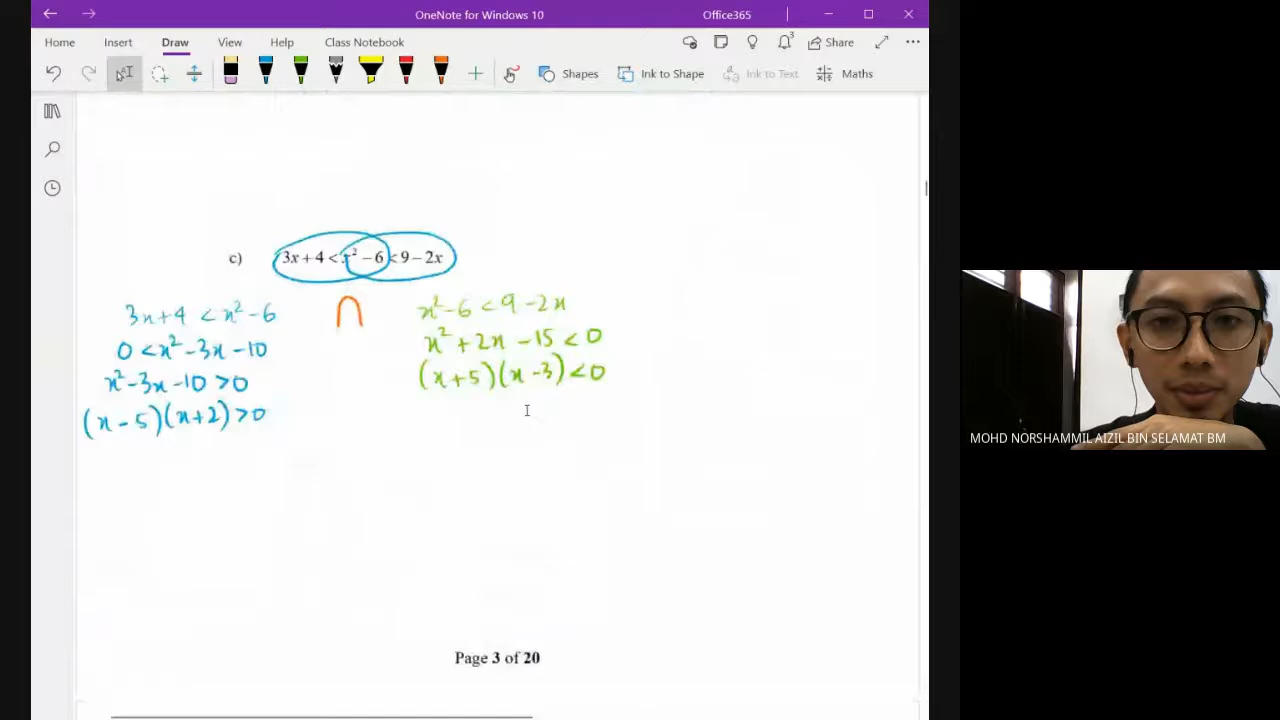 OneNote for Windows 10
Office365
Home Insert Draw View Help Class Notebook
3
Share
Shapes Ink to Shape Ink to Text Maths
c) 3x + 4 < x² − 6 < 9 − 2x
3x+4 < x²-6
0 < x²-3x-10
x²-3x-10 > 0
(x-5)(x+2) > 0
∩
x²-6 < 9-2x
x²+2x-15 < 0
(x+5)(x-3) < 0
Page 3 of 20
MOHD NORSHAMMIL AIZIL BIN SELAMAT BM